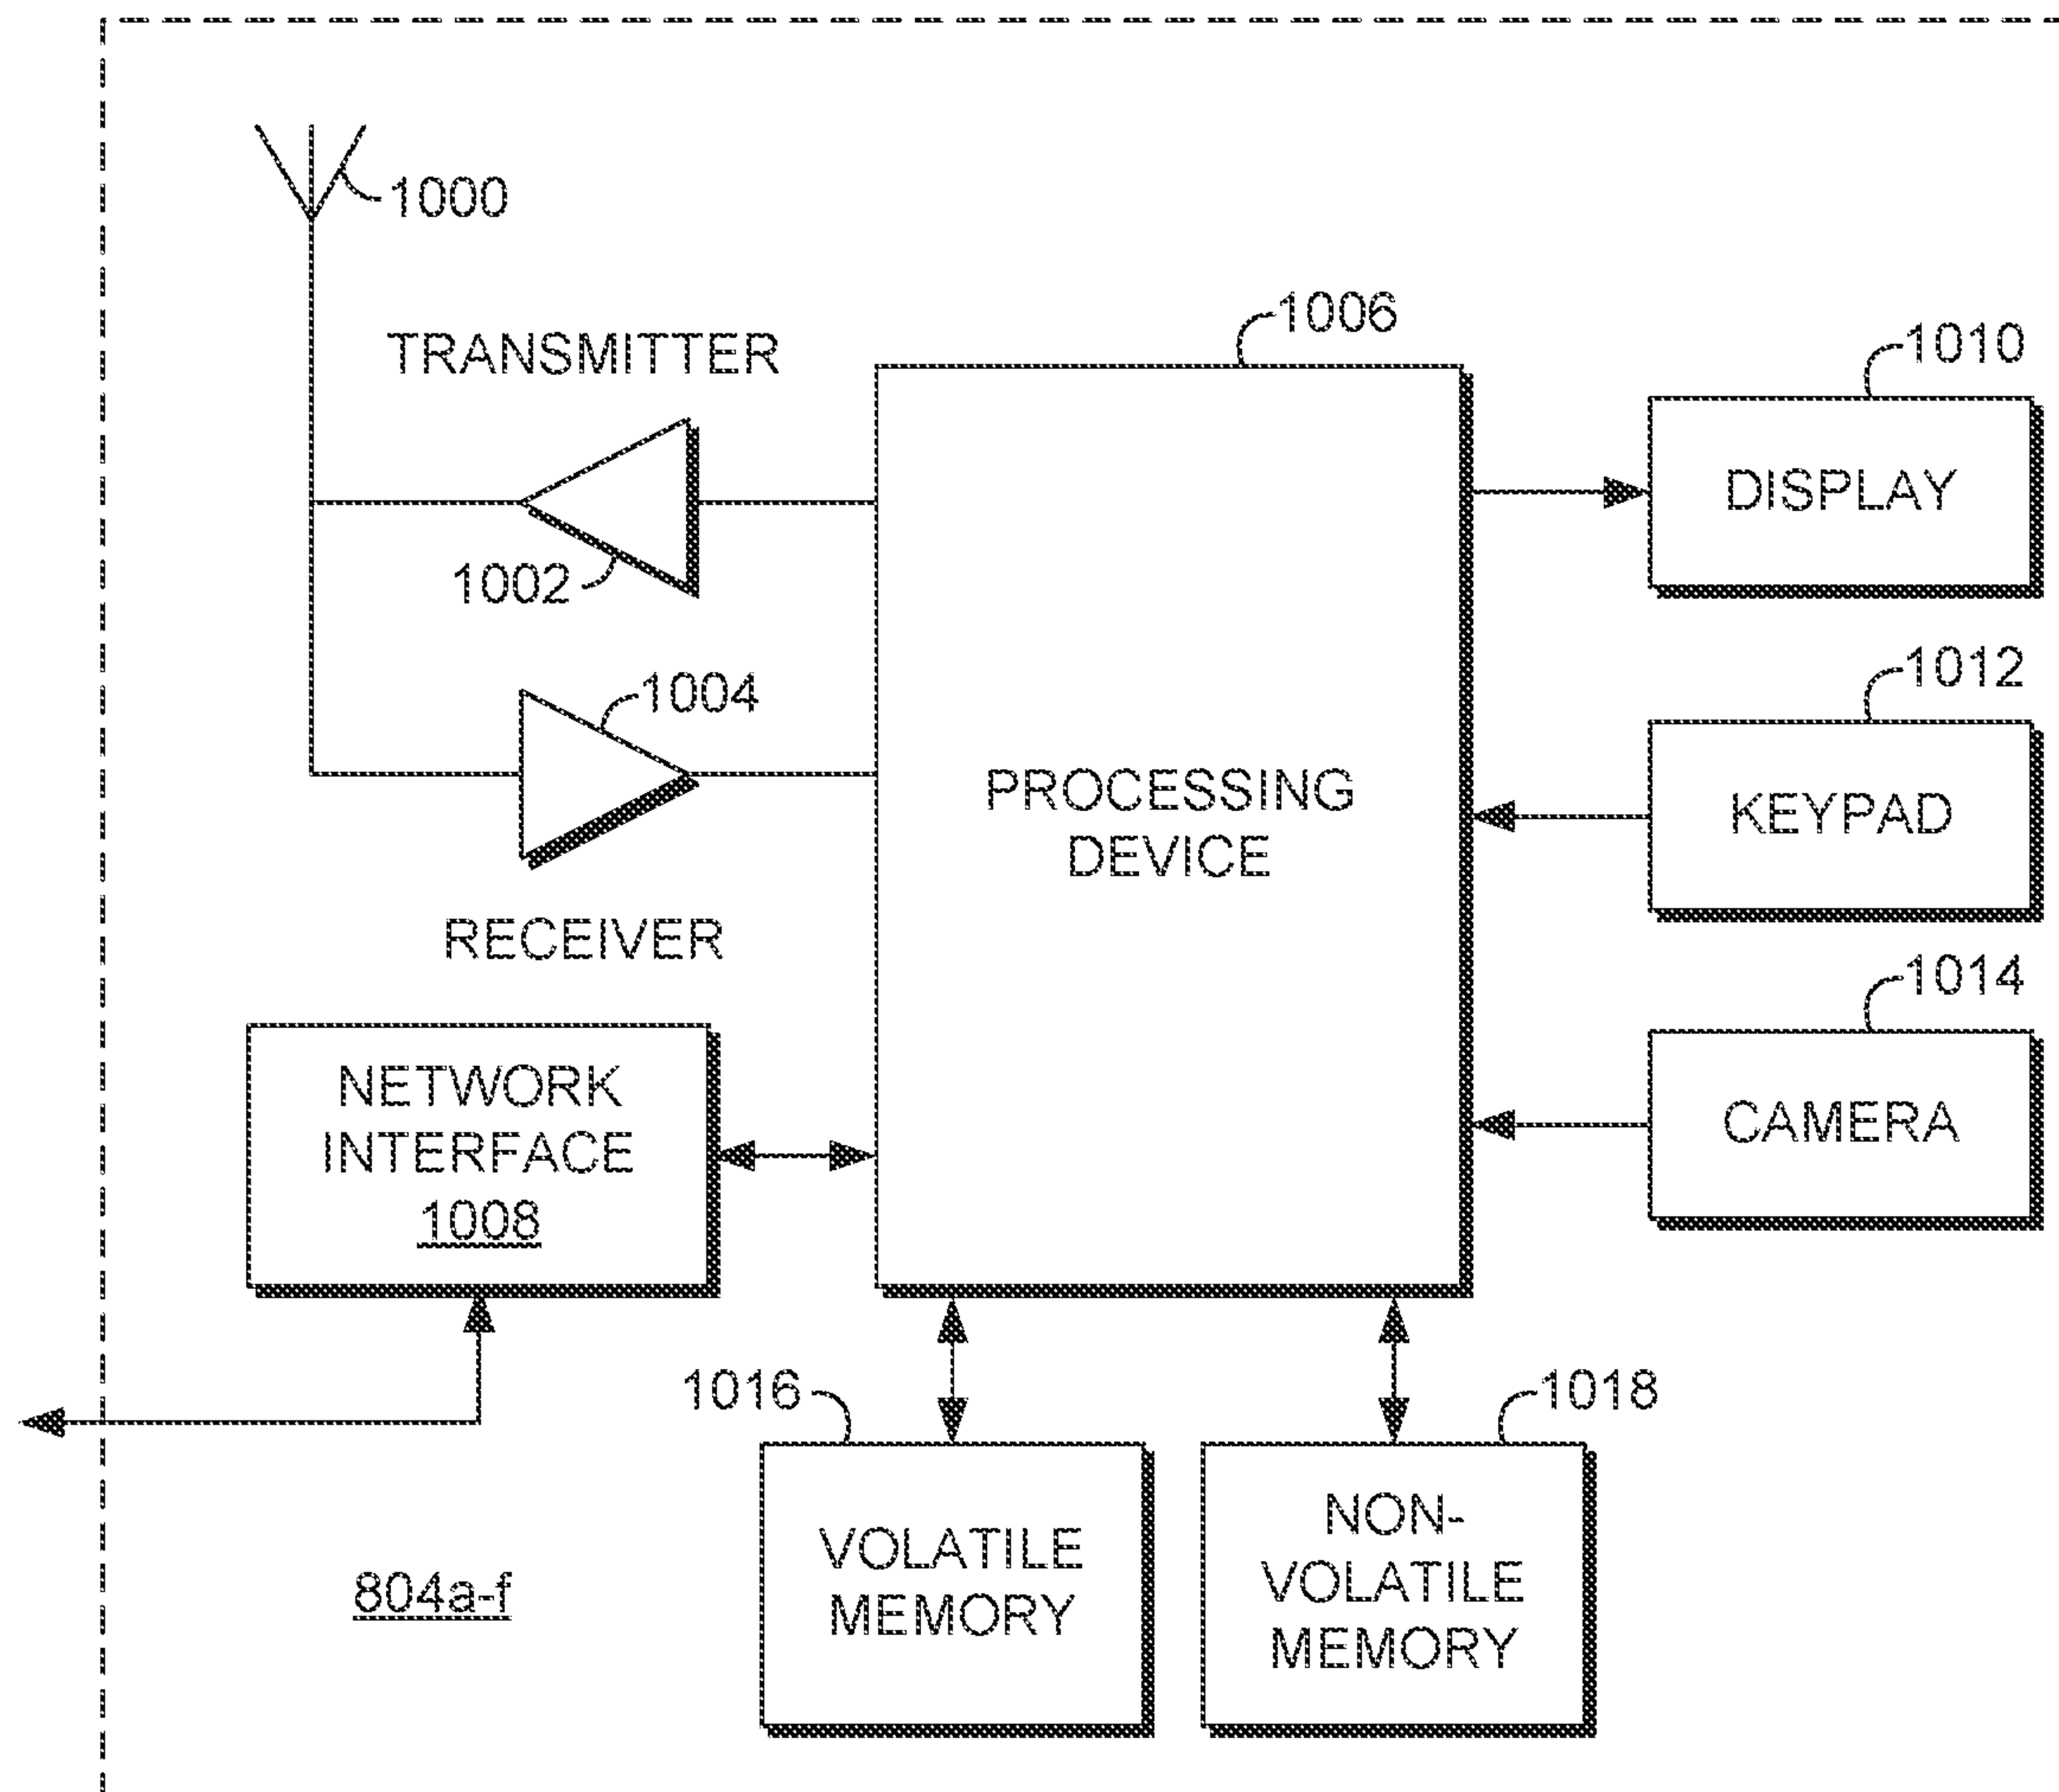 1000
TRANSMITTER
1006
1010
DISPLAY
1002
1004
1012
PROCESSING
DEVICE
KEYPAD
RECEIVER
1014
NETWORK
INTERFACE
1008
CAMERA
1016
1018
VOLATILE
MEMORY
NON-
VOLATILE
MEMORY
804a-f